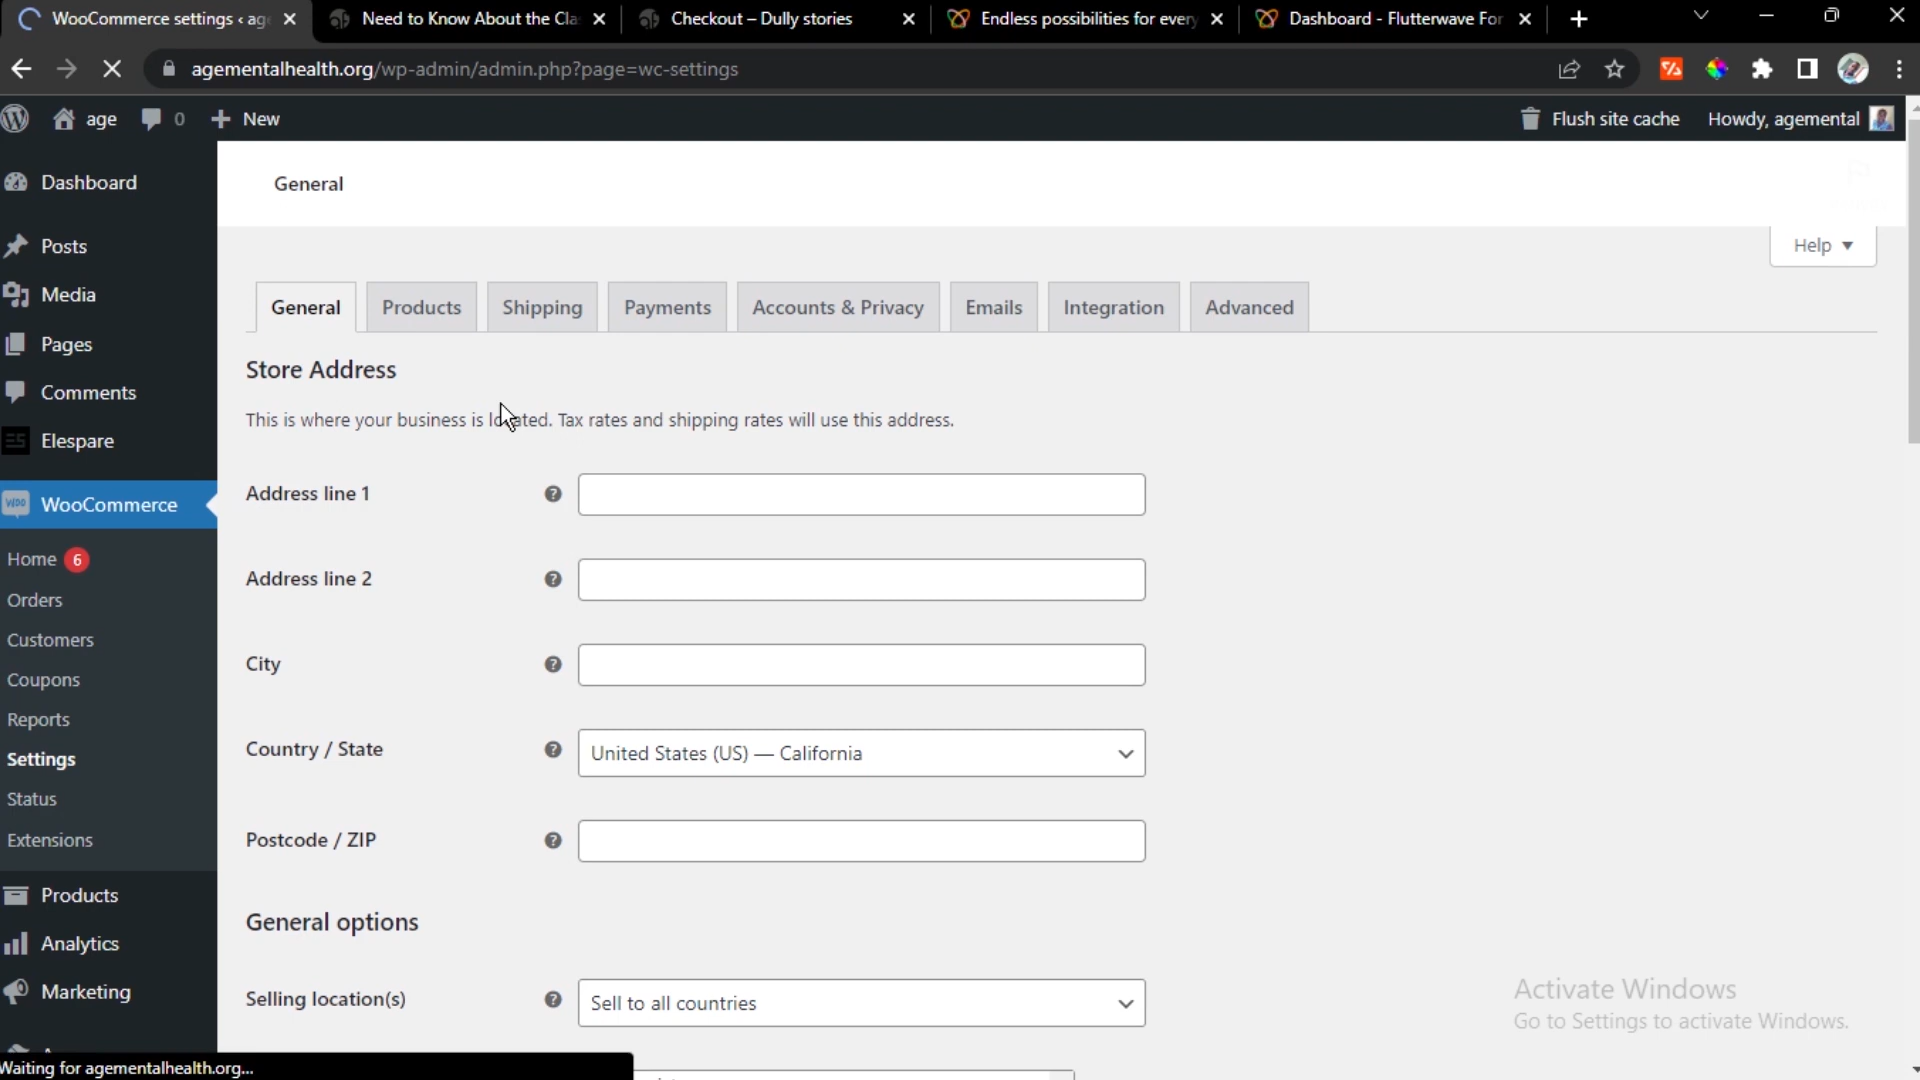 WooCommerce settings ‹ ag
Need to Know About the Cla
Checkout – Dully stories
Endless possibilities for every
Dashboard - Flutterwave For
agementalhealth.org/wp-admin/admin.php?page=wc-settings
age
0
New
Flush site cache
Howdy, agemental
Dashboard
Posts
Media
Pages
Comments
Elespare
WooCommerce
Home 6
Orders
Customers
Coupons
Reports
Settings
Status
Extensions
Products
Analytics
Marketing
General
Help
General
Products
Shipping
Payments
Accounts & Privacy
Emails
Integration
Advanced
Store Address
This is where your business is located. Tax rates and shipping rates will use this address.
Address line 1
Address line 2
City
Country / State
United States (US) — California
Postcode / ZIP
General options
Selling location(s)
Sell to all countries
Activate Windows
Go to Settings to activate Windows.
Waiting for agementalhealth.org...